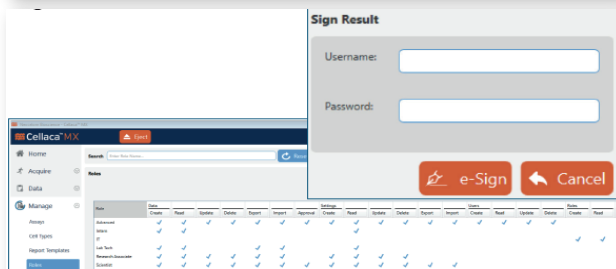 Sign Result
Username:
Password:
e-Sign
Cancel
Cellaca™ MX
Eject
Home
Acquire
Data
Manage
Assays
Cell Types
Report Templates
Roles
Search
Roles
Role
Data
Settings
Users
Roles
Create Read Update Delete Export Import Approval Create Read Update Delete Export Import Create Read Update Delete Create Read
Advanced
Intern
IT
Lab Tech
Research Associate
Scientist